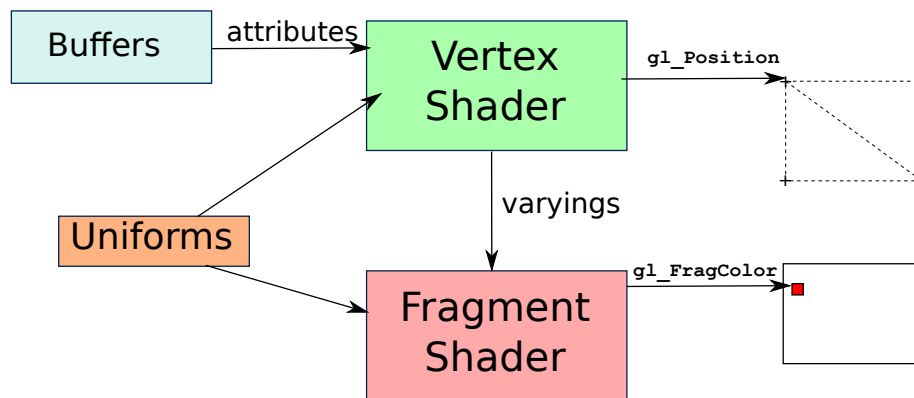 Buffers
attributes
Vertex
Shader
gl_Position
varyings
Uniforms
gl_FragColor
Fragment
Shader